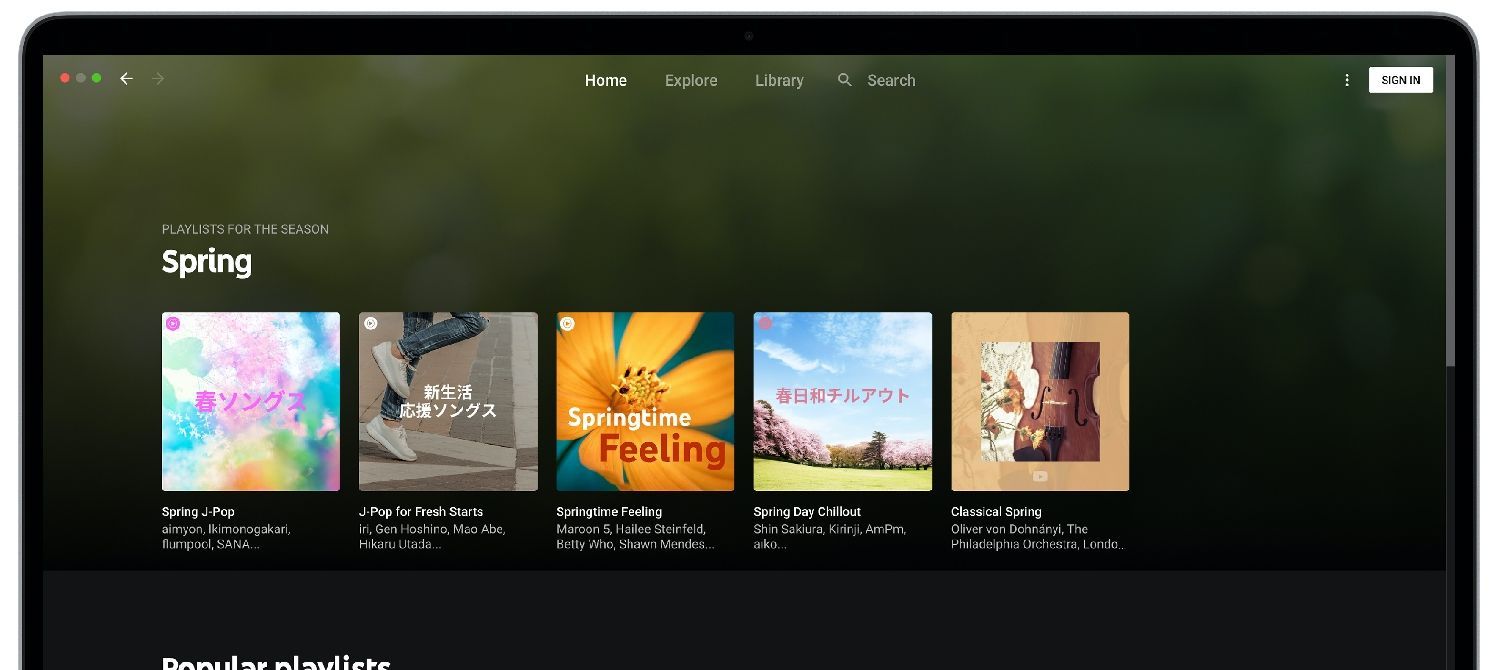 Home Explore Library Search SIGN IN
PLAYLISTS FOR THE SEASON
Spring
春ソングス
新生活
応援ソングス
Springtime
Feeling
春日和チルアウト
Spring J-Pop
aimyon, Ikimonogakari,
flumpool, SANA...
J-Pop for Fresh Starts
iri, Gen Hoshino, Mao Abe,
Hikaru Utada...
Springtime Feeling
Maroon 5, Hailee Steinfeld,
Betty Who, Shawn Mendes...
Spring Day Chillout
Shin Sakiura, Kirinji, AmPm,
aiko...
Classical Spring
Oliver von Dohnányi, The
Philadelphia Orchestra, Londo...
Popular playlists